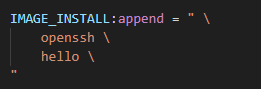 IMAGE_INSTALL:append = " \
    openssh \
    hello \
"